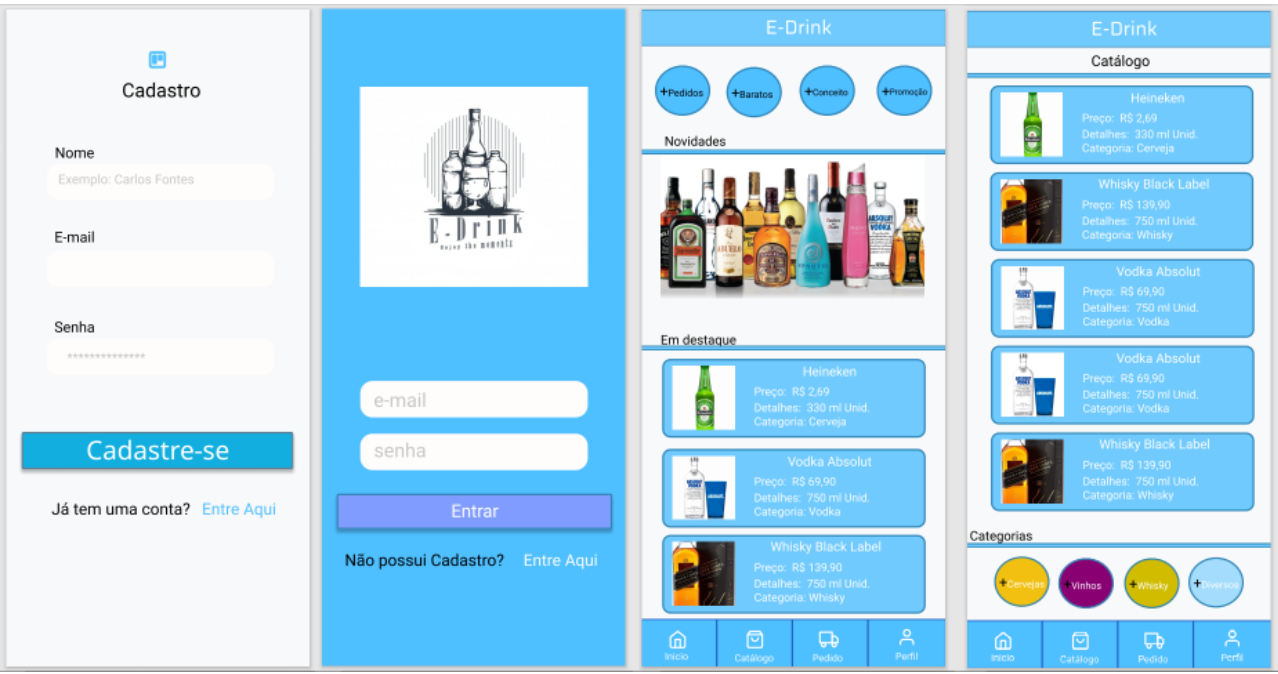 Cadastro
Nome
Exemplo: Carlos Fontes
E-mail
Senha
**************
Cadastre-se
Já tem uma conta? Entre Aqui
E-Drink
Enjoy the moments
e-mail
senha
Entrar
Não possui Cadastro? Entre Aqui
E-Drink
+Pedidos
+Baratos
+Conceito
+Promoção
Novidades
ABUELO
ABSOLUT
VODKA
Em destaque
Heineken
Preço: R$ 2,69
Detalhes: 330 ml Unid.
Categoria: Cerveja
Vodka Absolut
Preço: R$ 69,90
Detalhes: 750 ml Unid.
Categoria: Vodka
Whisky Black Label
Preço: R$ 139,90
Detalhes: 750 ml Unid.
Categoria: Whisky
Inicio
Catálogo
Pedido
Perfil
E-Drink
Catálogo
Heineken
Preço: R$ 2,69
Detalhes: 330 ml Unid.
Categoria: Cerveja
Whisky Black Label
Preço: R$ 139,90
Detalhes: 750 ml Unid.
Categoria: Whisky
Vodka Absolut
Preço: R$ 69,90
Detalhes: 750 ml Unid.
Categoria: Vodka
Vodka Absolut
Preço: R$ 69,90
Detalhes: 750 ml Unid.
Categoria: Vodka
Whisky Black Label
Preço: R$ 139,90
Detalhes: 750 ml Unid.
Categoria: Whisky
Categorias
+Cervejas
+Vinhos
+Whisky
+Diversos
Inicio
Catálogo
Pedido
Perfil